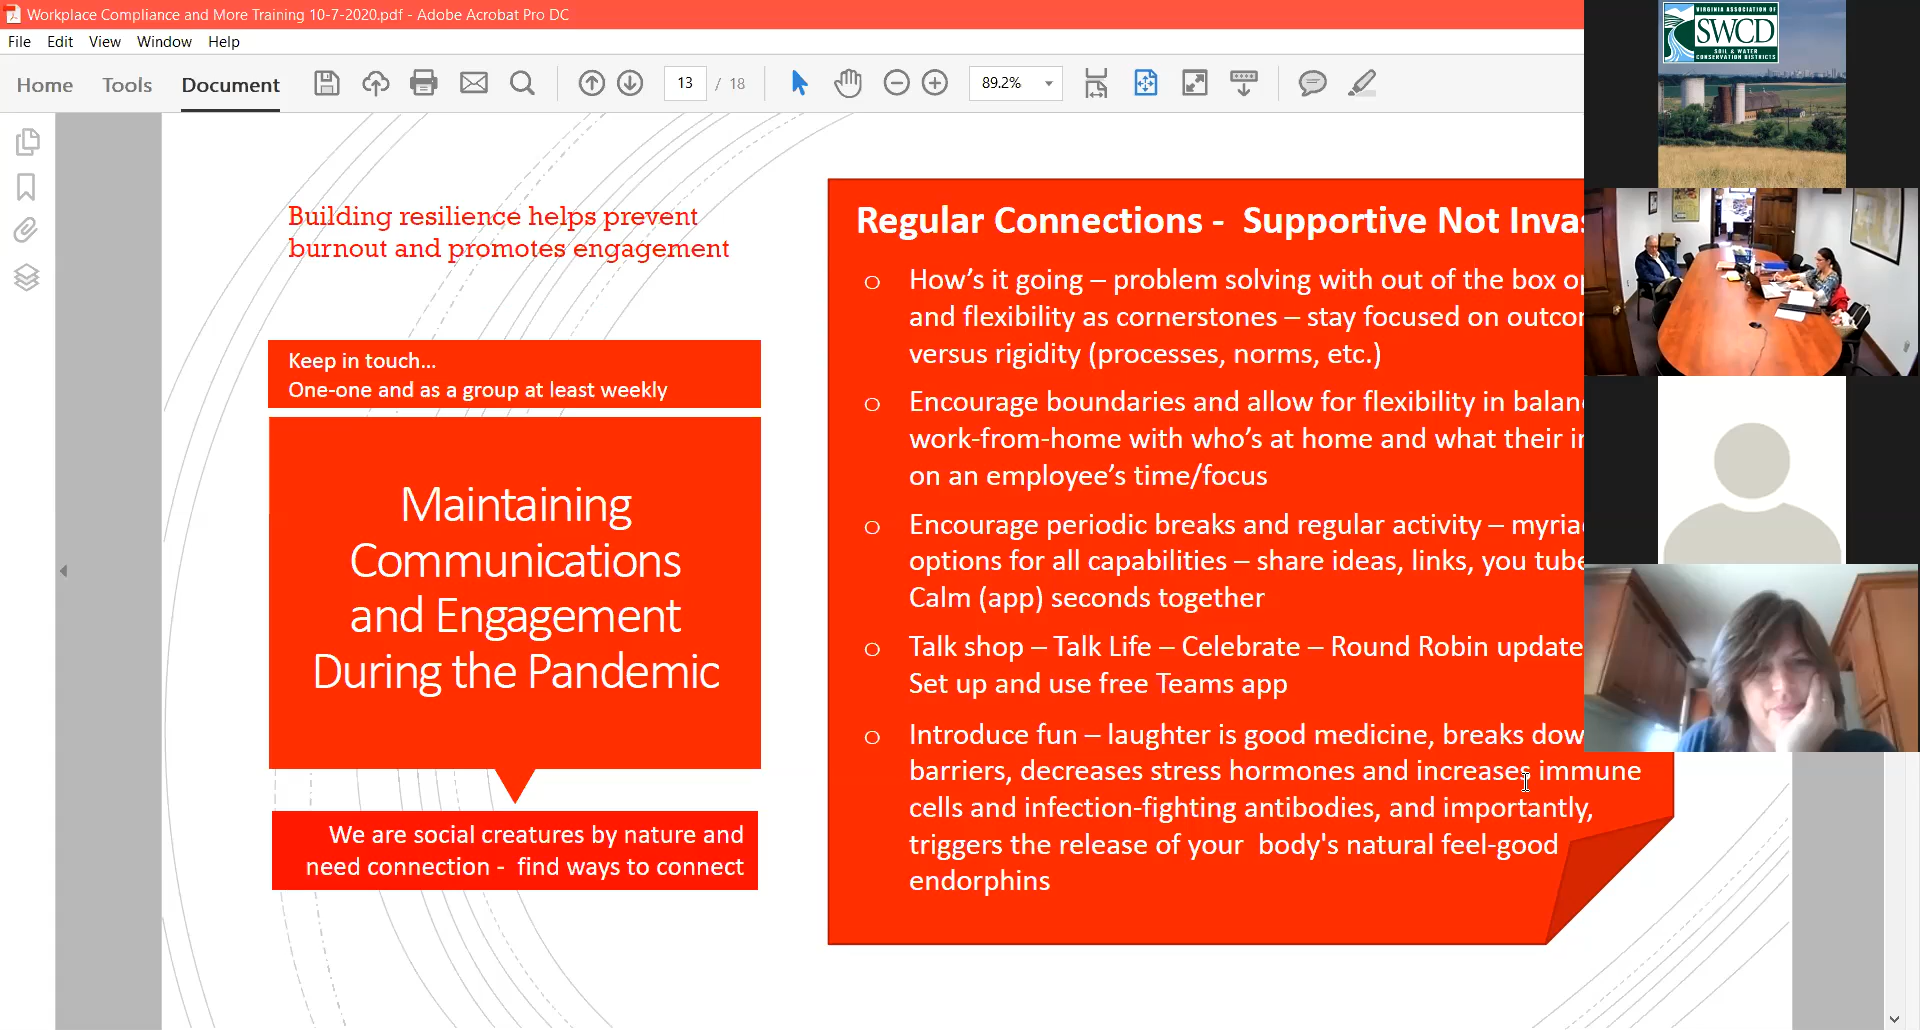 Workplace Compliance and More Training 10-7-2020.pdf - Adobe Acrobat Pro DC
File Edit View Window Help
Home Tools Document 13 / 18 89.2%
Building resilience helps prevent
burnout and promotes engagement
Keep in touch...
One-one and as a group at least weekly
Maintaining
Communications
and Engagement
During the Pandemic
We are social creatures by nature and
need connection - find ways to connect
Regular Connections - Supportive Not
o How's it going – problem solving with out of the box
and flexibility as cornerstones – stay focused on
versus rigidity (processes, norms, etc.)
o Encourage boundaries and allow for flexibility in
work-from-home with who's at home and what their
on an employee's time/focus
o Encourage periodic breaks and regular activity –
options for all capabilities – share ideas, links, you tube
Calm (app) seconds together
o Talk shop – Talk Life – Celebrate – Round Robin update
Set up and use free Teams app
o Introduce fun – laughter is good medicine, breaks
barriers, decreases stress hormones and increases immune
cells and infection-fighting antibodies, and importantly,
triggers the release of your body's natural feel-good
endorphins
VIRGINIA ASSOCIATION OF
SWCD
SOIL & WATER
CONSERVATION DISTRICTS